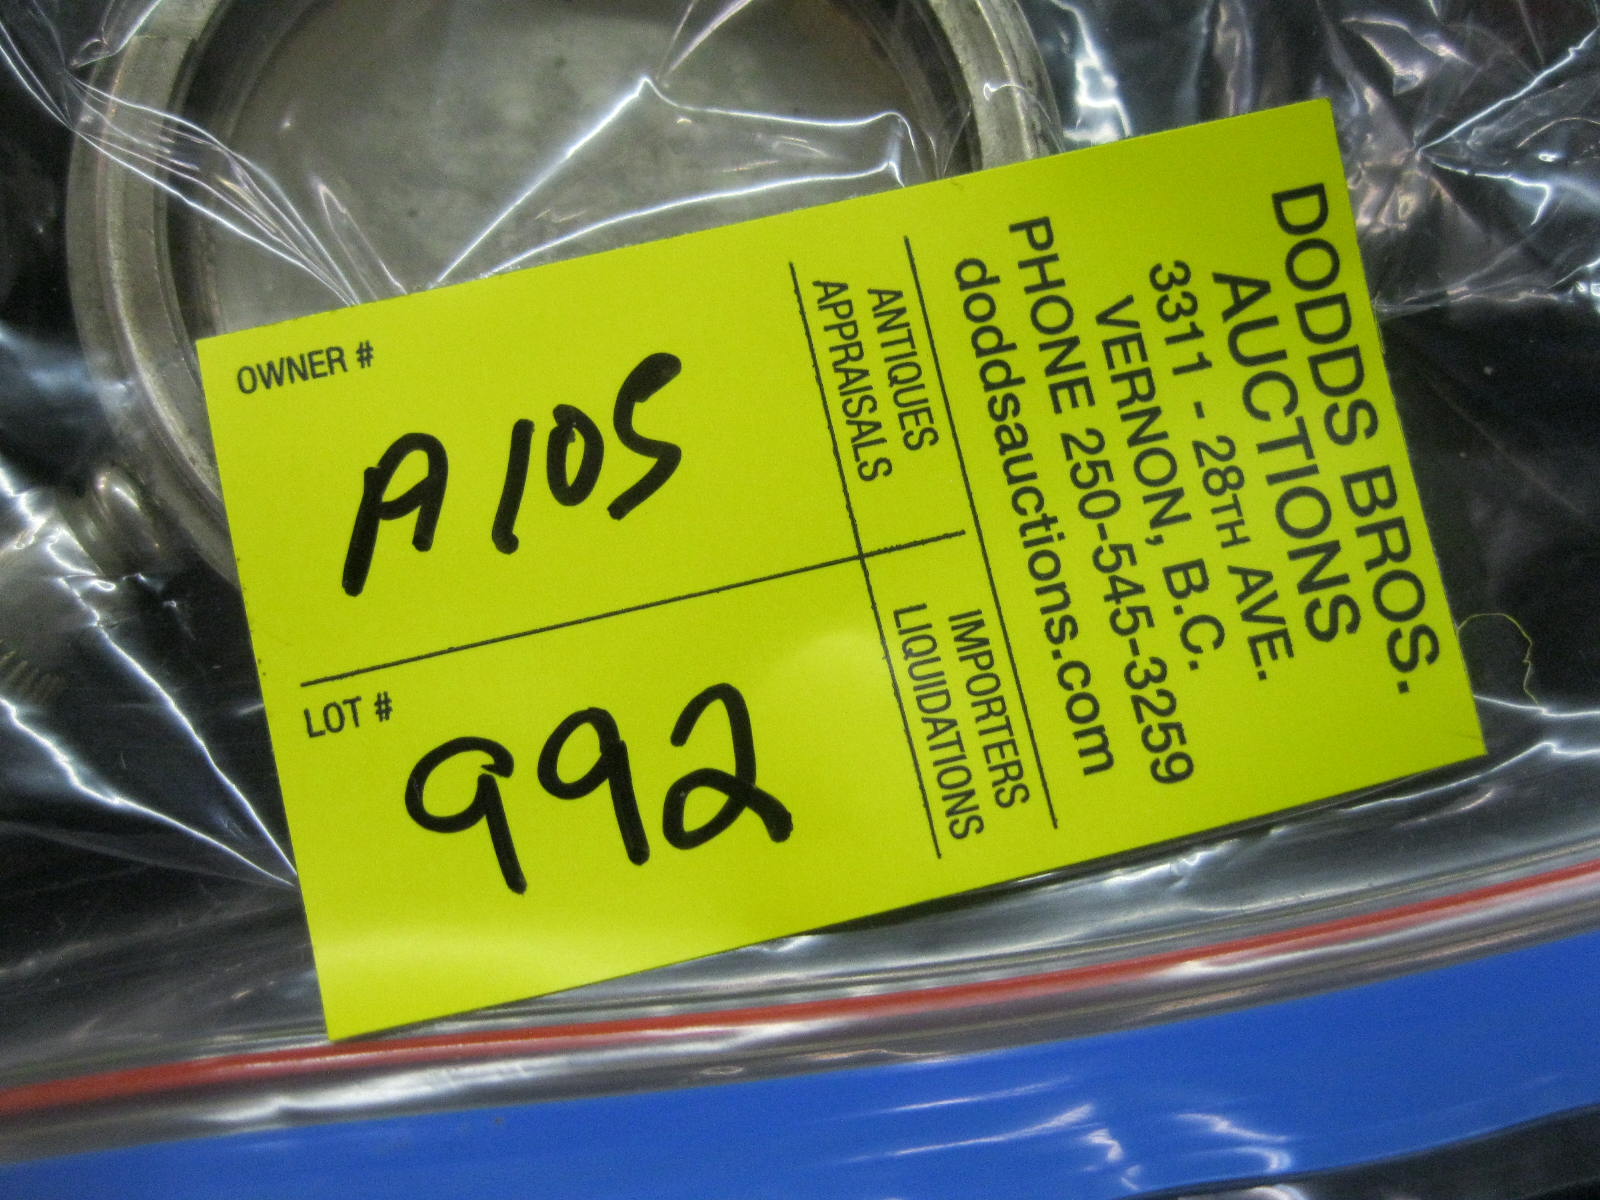 DODDS BROS.
AUCTIONS
3311 - 28TH AVE.
VERNON, B.C.
PHONE 250-545-3259
doddsauctions.com
ANTIQUES
APPRAISALS
IMPORTERS
LIQUIDATIONS
OWNER #
A105
LOT #
992